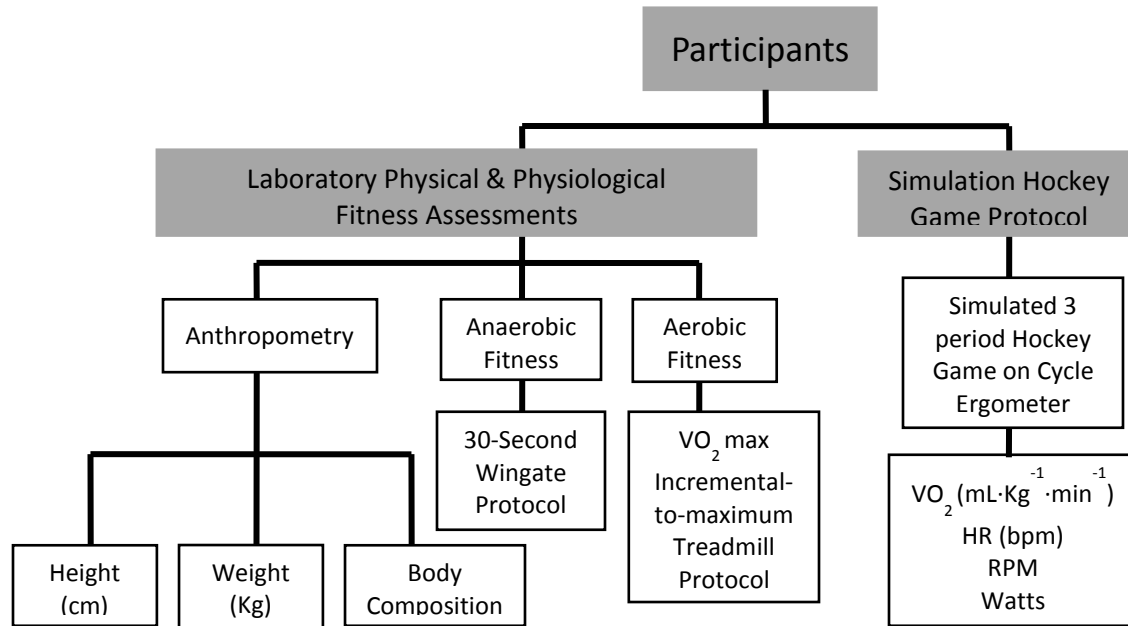 Participants
Laboratory Physical & Physiological
Fitness Assessments
Simulation Hockey
Game Protocol
Anthropometry
Anaerobic
Fitness
Aerobic
Fitness
Simulated 3
period Hockey
Game on Cycle
Ergometer
30-Second
Wingate
Protocol
VO₂ max
Incremental-
to-maximum
Treadmill
Protocol
VO₂ (mL·Kg⁻¹·min⁻¹)
HR (bpm)
RPM
Watts
Height
(cm)
Weight
(Kg)
Body
Composition